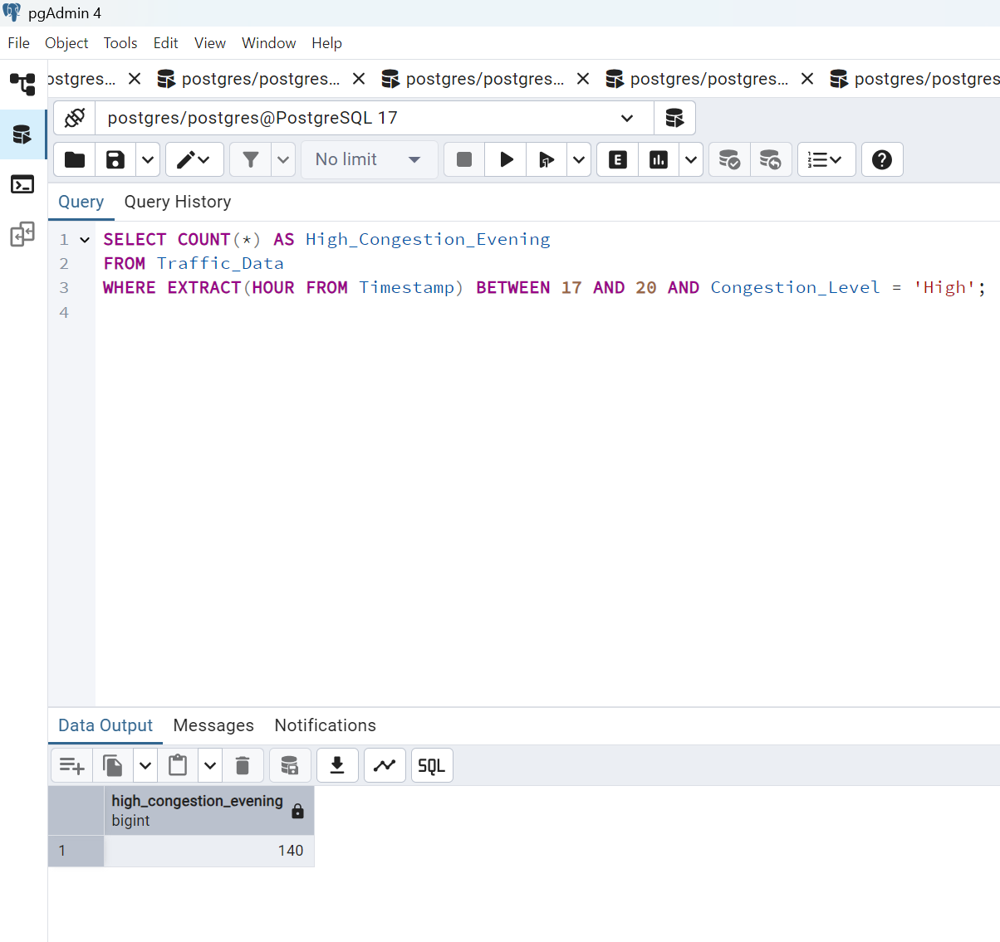 pgAdmin 4
File Object Tools Edit View Window Help
ostgres... postgres/postgres... postgres/postgres... postgres/postgres... postgres/postgres
postgres/postgres@PostgreSQL 17
No limit E
Query Query History
1 SELECT COUNT(*) AS High_Congestion_Evening
2 FROM Traffic_Data
3 WHERE EXTRACT(HOUR FROM Timestamp) BETWEEN 17 AND 20 AND Congestion_Level = 'High';
4
Data Output Messages Notifications
SQL
high_congestion_evening
bigint
1 140